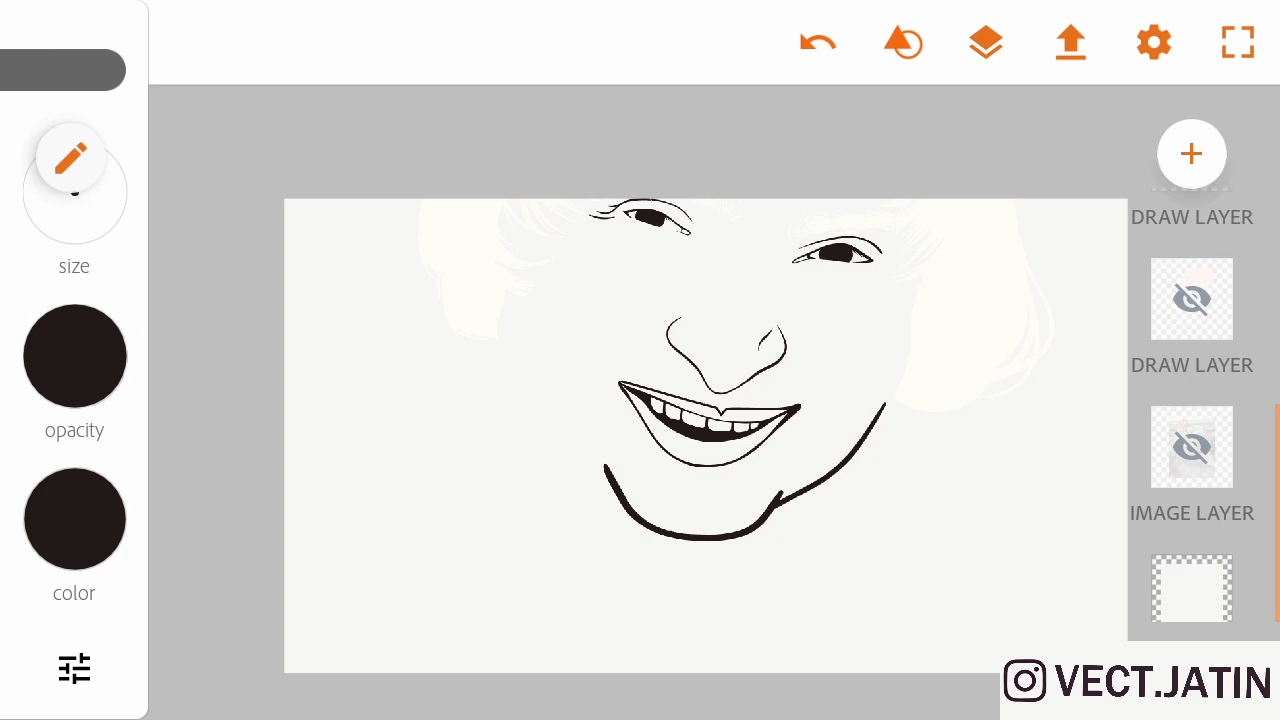 size
opacity
color
DRAW LAYER
DRAW LAYER
IMAGE LAYER
VECT.JATIN